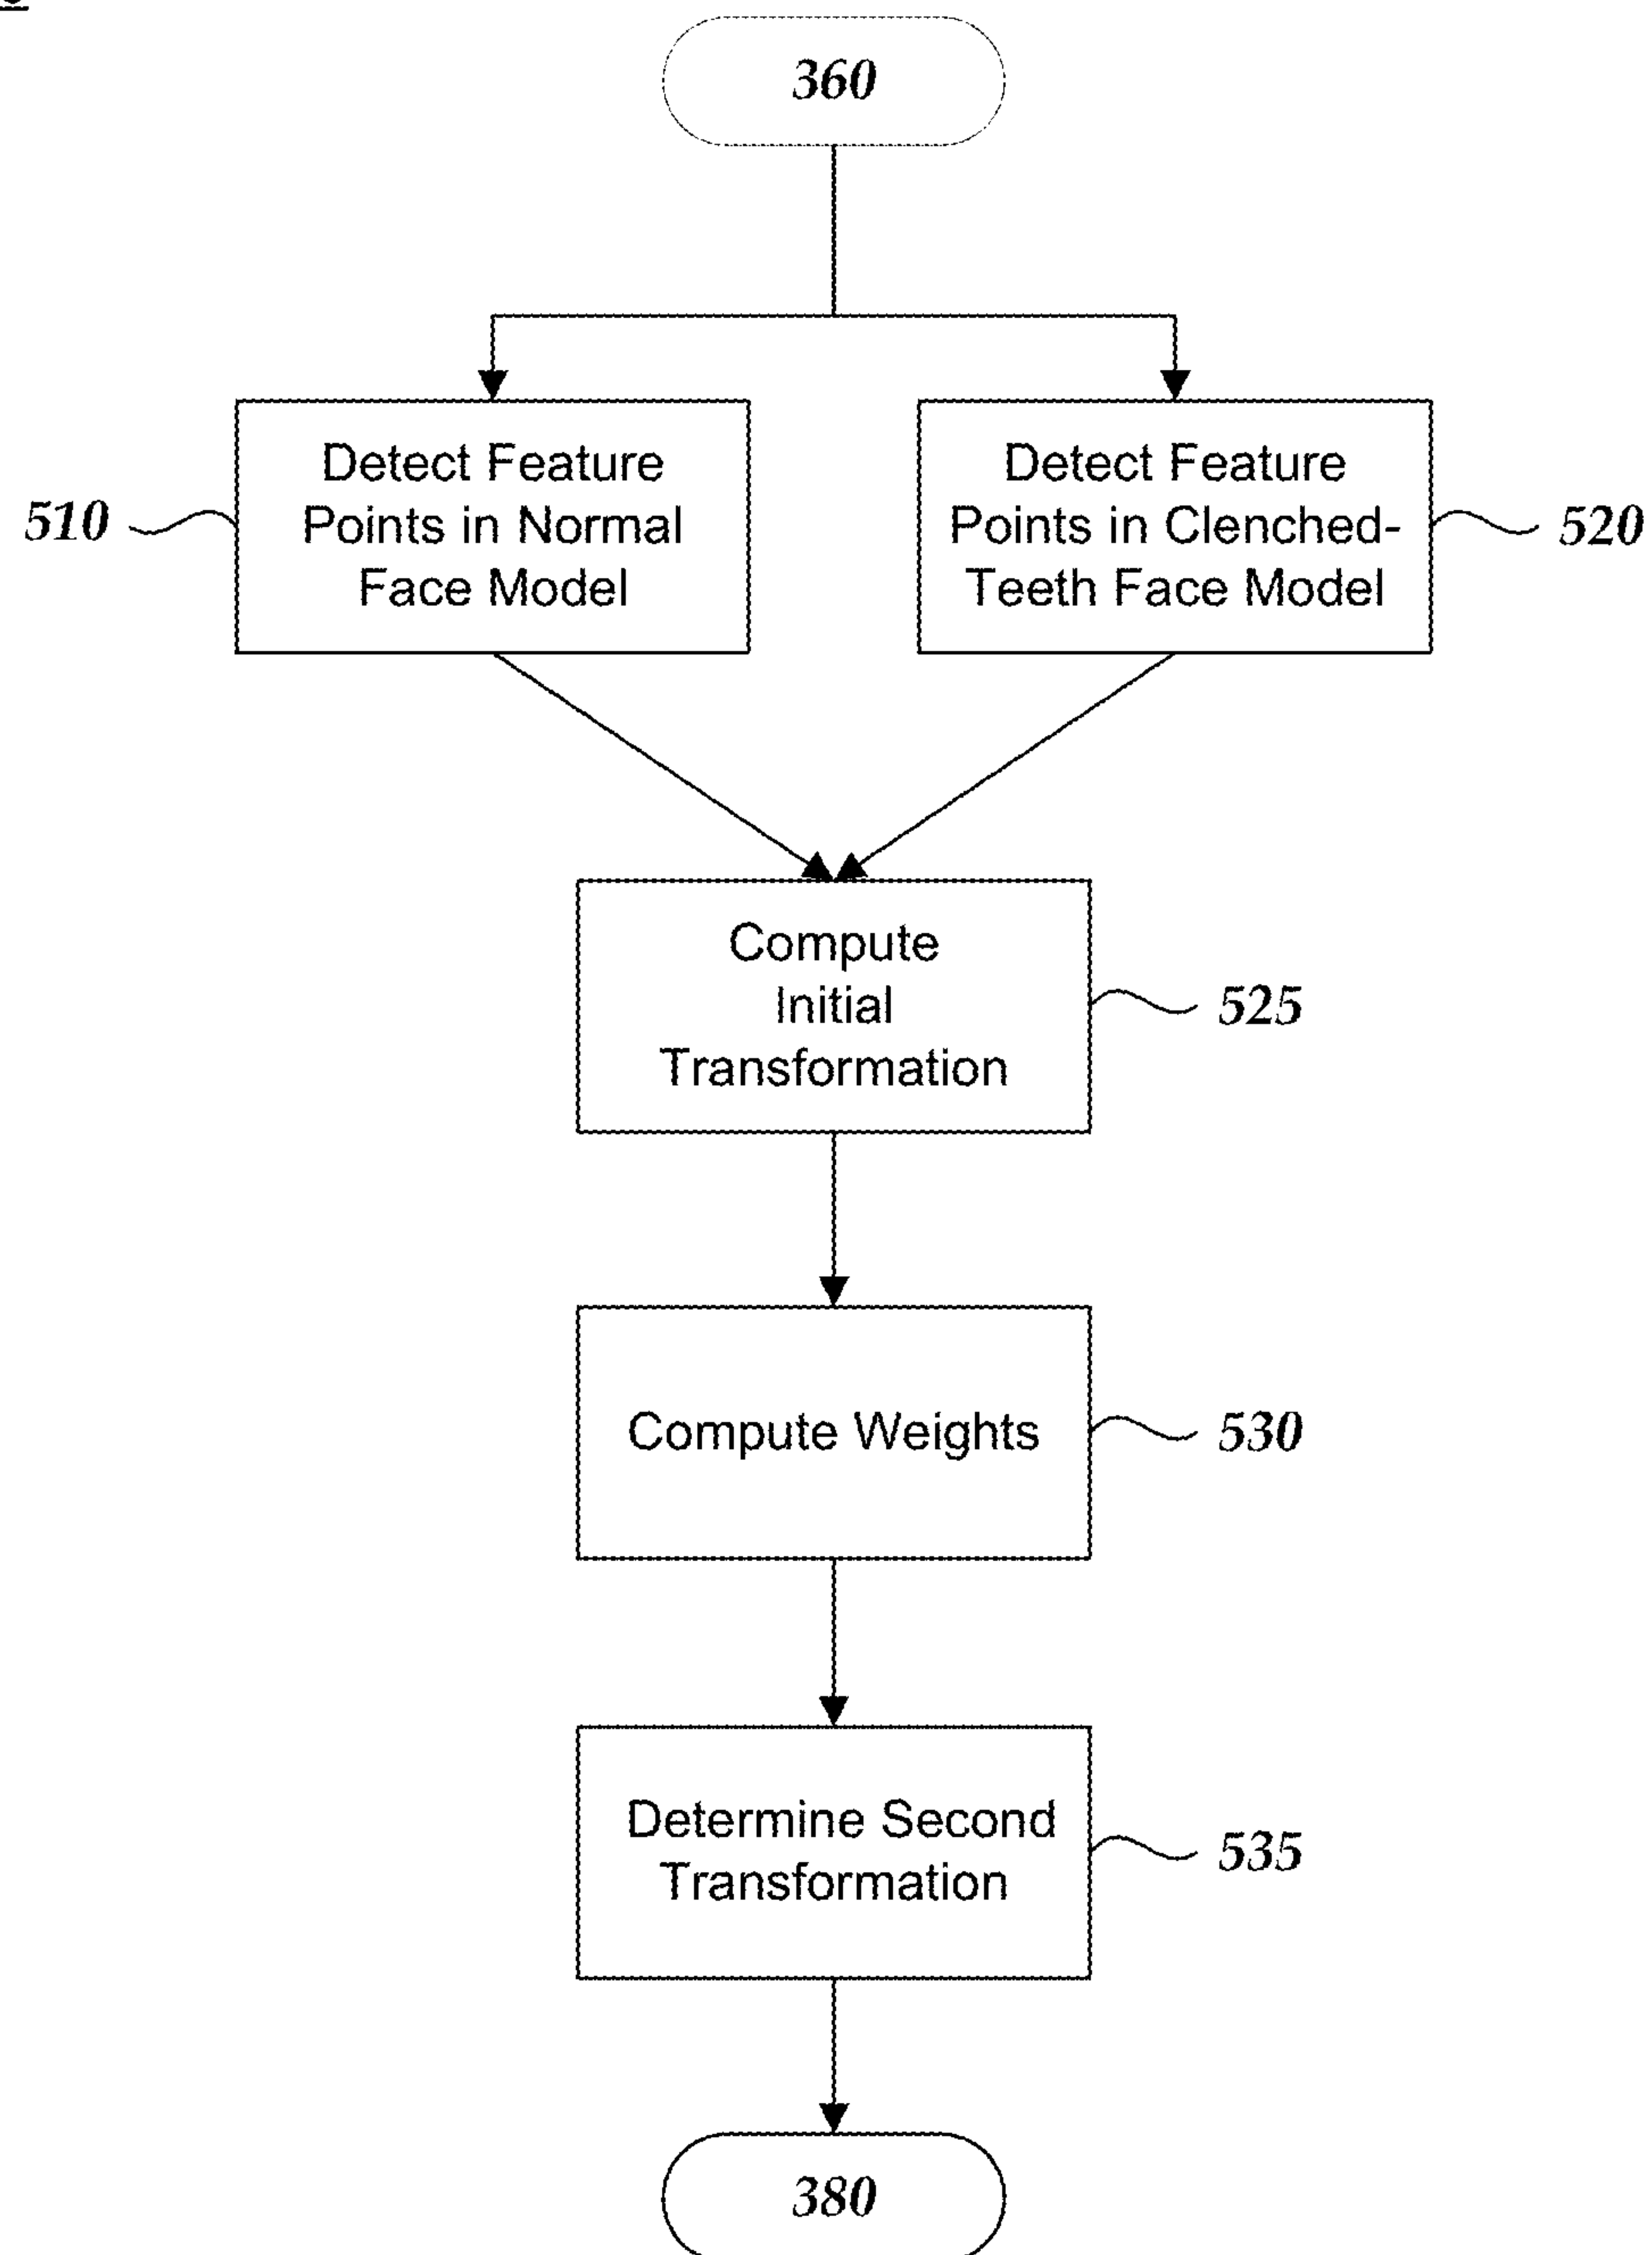 360
Detect Feature
Points in Normal
Face Model
510
Detect Feature
Points in Clenched-
Teeth Face Model
520
Compute
Initial
Transformation
525
Compute Weights
530
Determine Second
Transformation
535
380